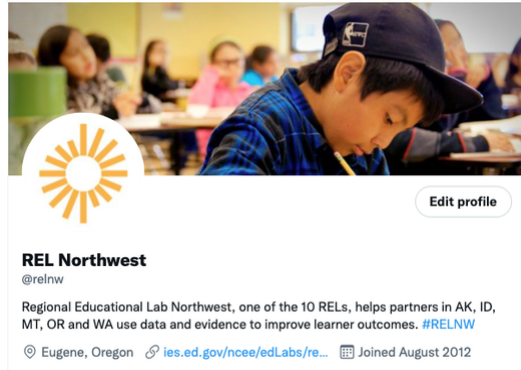 Edit profile
REL Northwest
@relnw
Regional Educational Lab Northwest, one of the 10 RELs, helps partners in AK, ID,
MT, OR and WA use data and evidence to improve learner outcomes. #RELNW
Eugene, Oregon ies.ed.gov/ncee/edLabs/re... Joined August 2012